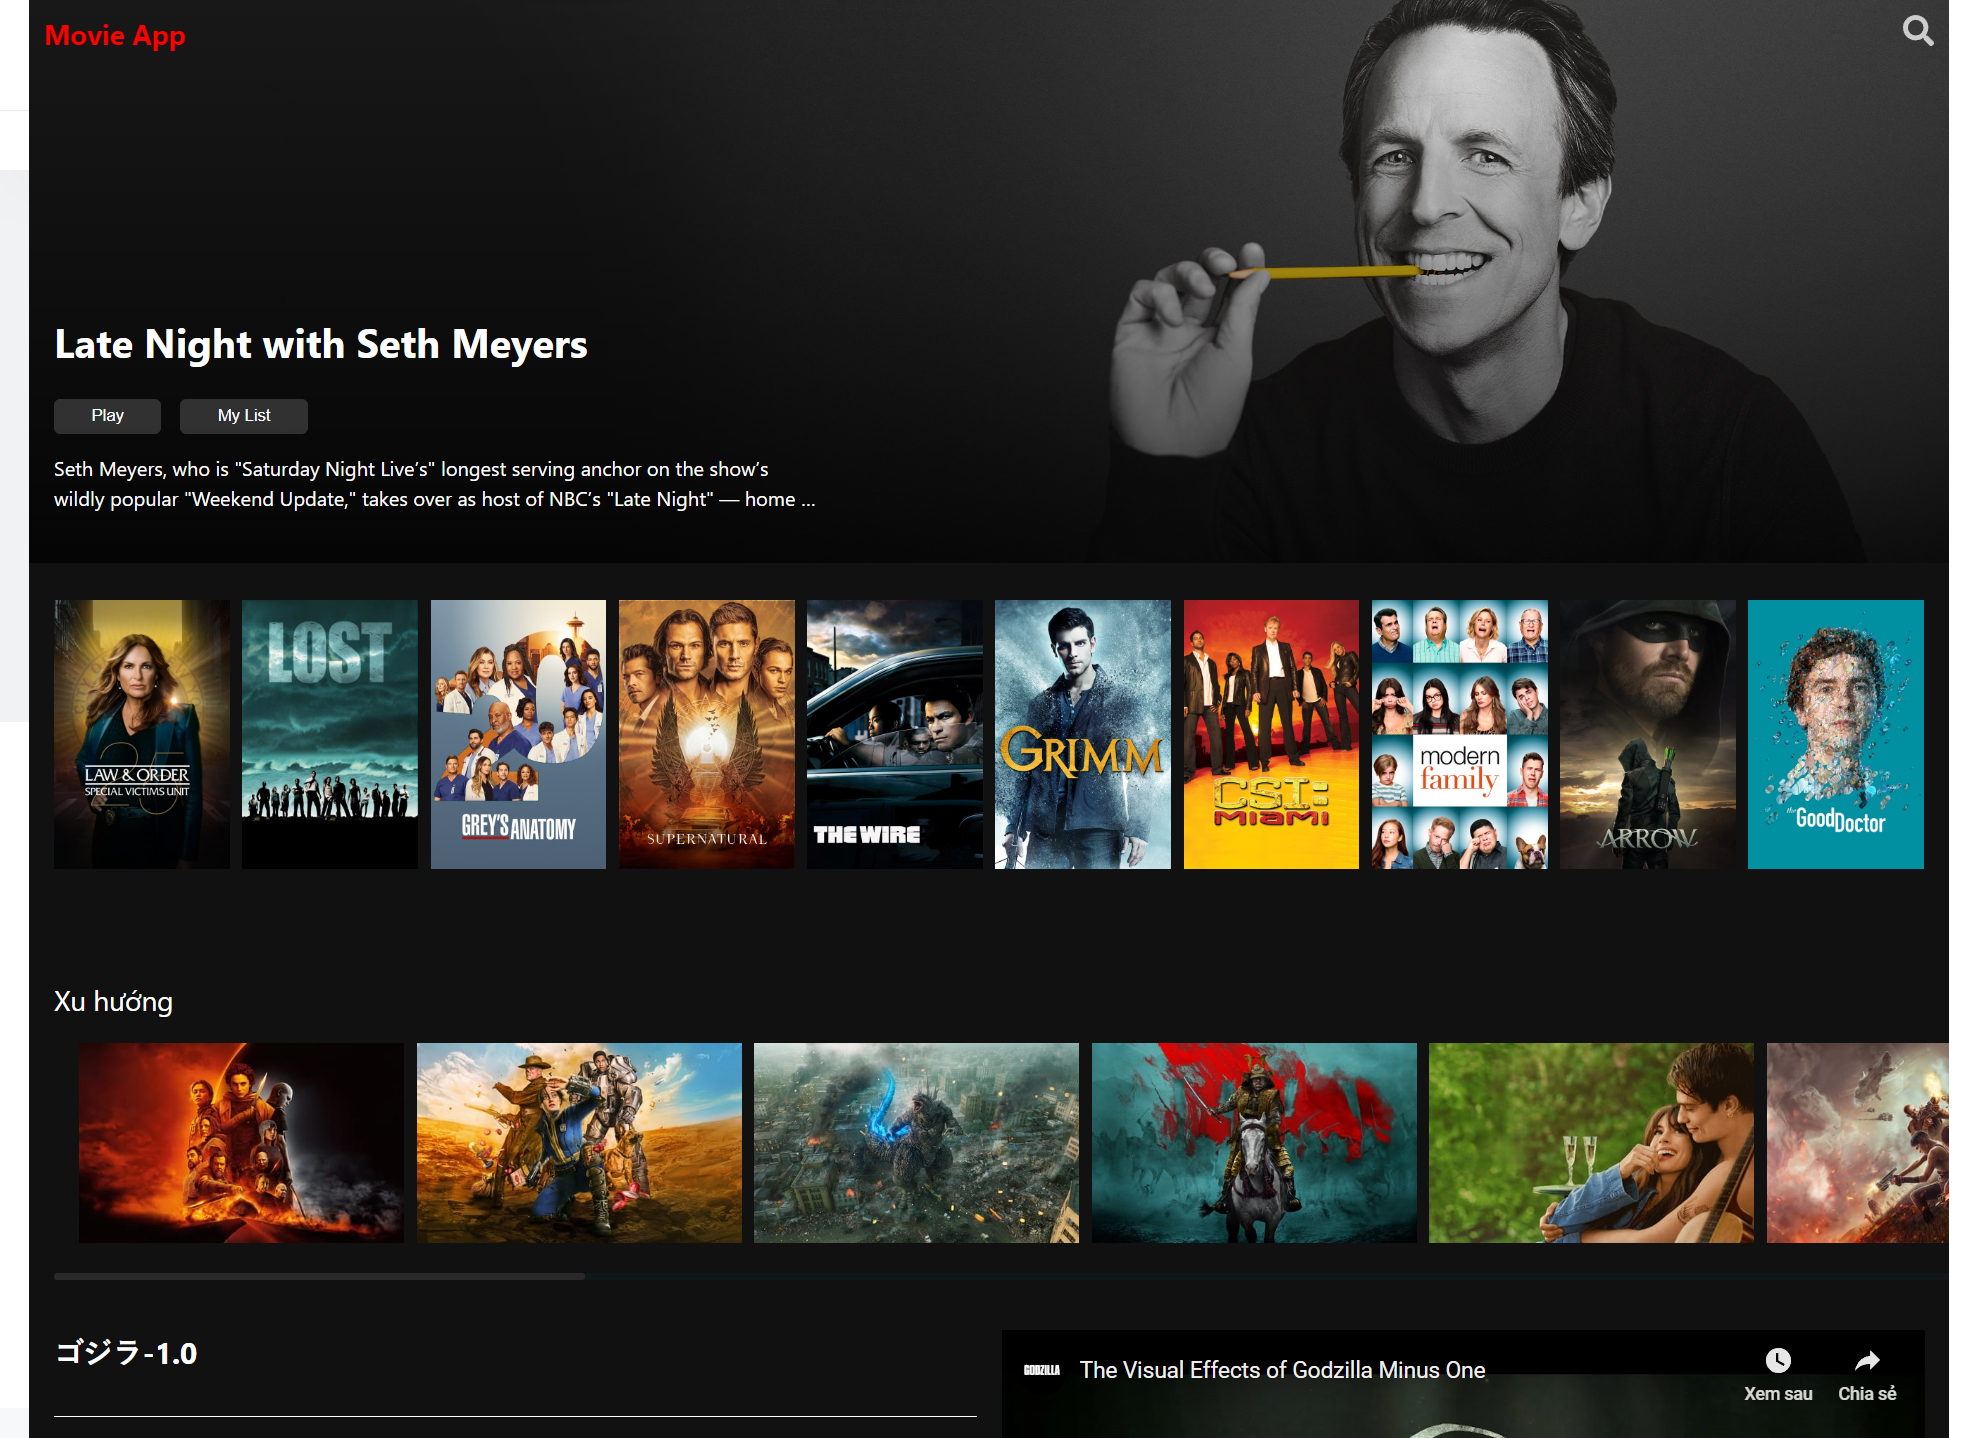 Movie App
Late Night with Seth Meyers
Play
My List
Seth Meyers, who is "Saturday Night Live’s" longest serving anchor on the show’s
wildly popular "Weekend Update," takes over as host of NBC’s "Late Night" — home ...
25
LAW & ORDER
SPECIAL VICTIMS UNIT
LOST
GREY'S ANATOMY
SUPERNATURAL
THE WIRE
GRIMM
CSI:
MIAMI
modern
family
ARROW
the GoodDoctor
Xu hướng
ゴジラ-1.0
GODZILLA
The Visual Effects of Godzilla Minus One
Xem sau
Chia sẻ